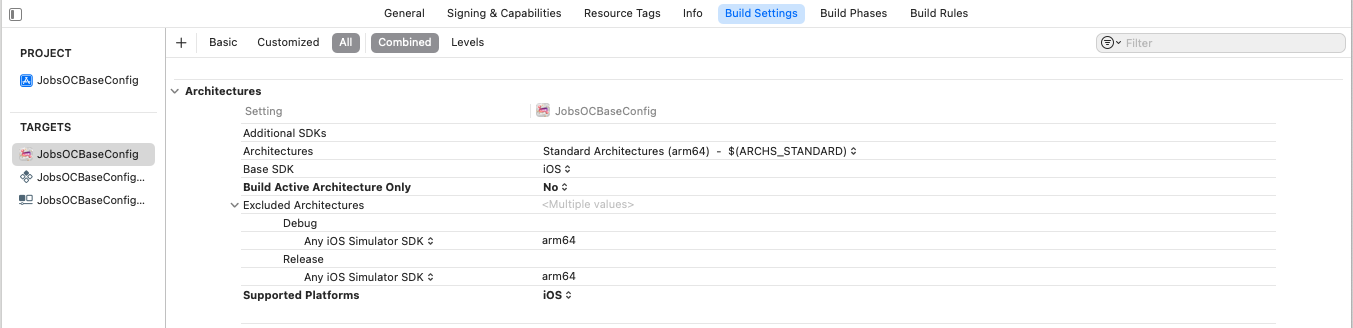 General Signing & Capabilities Resource Tags Info Build Settings Build Phases Build Rules
+ Basic Customized All Combined Levels Filter
PROJECT
JobsOCBaseConfig
TARGETS
JobsOCBaseConfig
JobsOCBaseConfig...
JobsOCBaseConfig...
Architectures
Setting JobsOCBaseConfig
Additional SDKs
Architectures Standard Architectures (arm64) - $(ARCHS_STANDARD)
Base SDK iOS
Build Active Architecture Only No
Excluded Architectures <Multiple values>
Debug
Any iOS Simulator SDK arm64
Release
Any iOS Simulator SDK arm64
Supported Platforms iOS